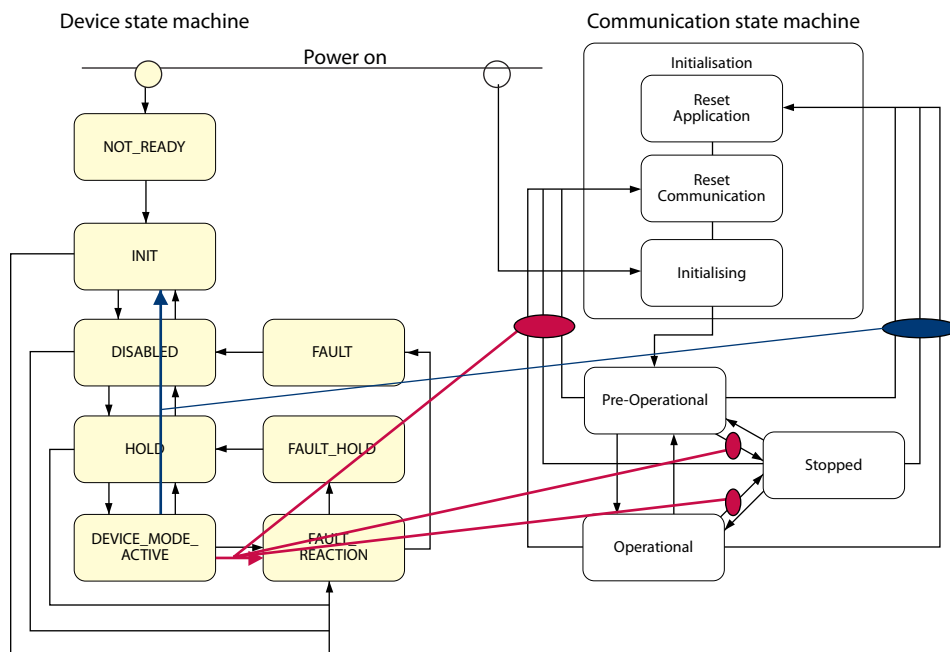 Device state machine
Communication state machine
Power on
Initialisation
Reset
Application
NOT_READY
Reset
Communication
INIT
Initialising
DISABLED
FAULT
Pre-Operational
HOLD
FAULT_HOLD
Stopped
DEVICE_MODE_
ACTIVE
FAULT_
REACTION
Operational